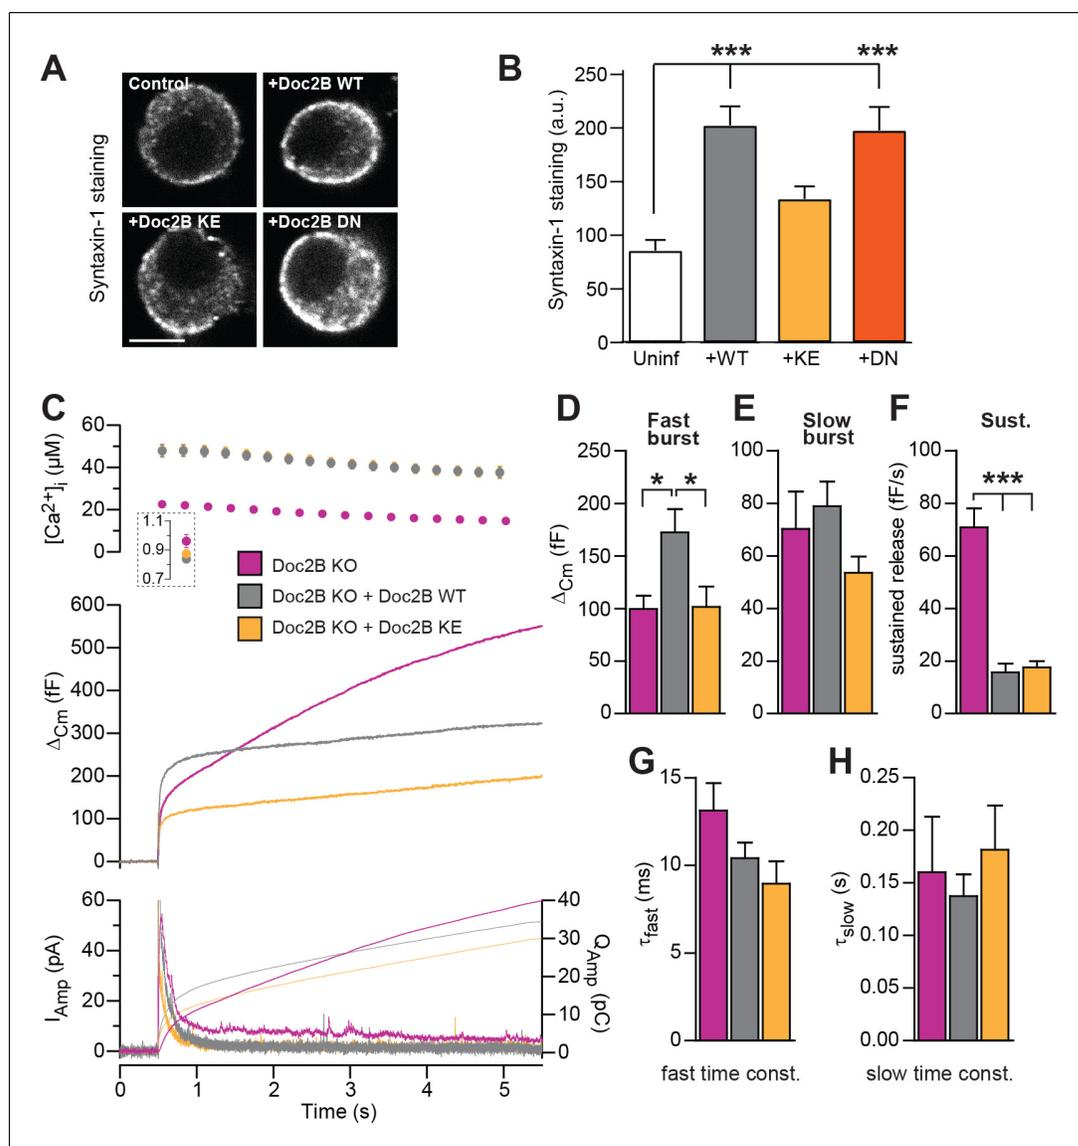 A
Control
+Doc2B WT
+Doc2B KE
+Doc2B DN
Syntaxin-1 staining
B
***
***
Syntaxin-1 staining (a.u.)
250
200
150
100
50
0
Uninf
+WT
+KE
+DN
C
[Ca2+]i (µM)
60
40
20
0
1.1
0.9
0.7
Doc2B KO
Doc2B KO + Doc2B WT
Doc2B KO + Doc2B KE
ΔCm (fF)
600
500
400
300
200
100
0
IAmp (pA)
60
40
20
0
QAmp (pC)
40
30
20
10
0
0
1
2
3
4
5
Time (s)
D
Fast
burst
*
*
ΔCm (fF)
250
200
150
100
50
0
E
Slow
burst
100
80
60
40
20
0
F
Sust.
***
sustained release (fF/s)
100
80
60
40
20
0
G
τfast (ms)
15
10
5
0
fast time const.
H
τslow (s)
0.25
0.20
0.15
0.10
0.05
0.00
slow time const.